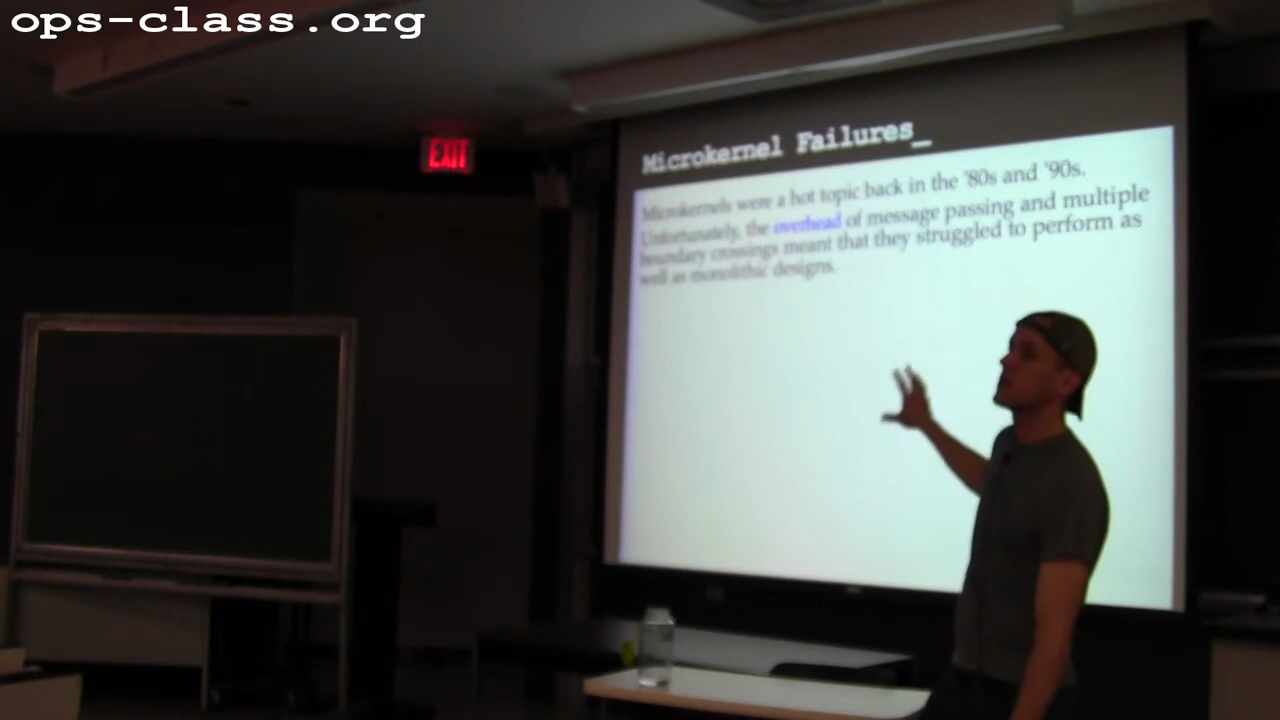 ops-class.org
EXIT
Microkernel Failures_
Microkernels were a hot topic back in the '80s and '90s.
Unfortunately, the overhead of message passing and multiple
boundary crossings meant that they struggled to perform as
well as monolithic designs.